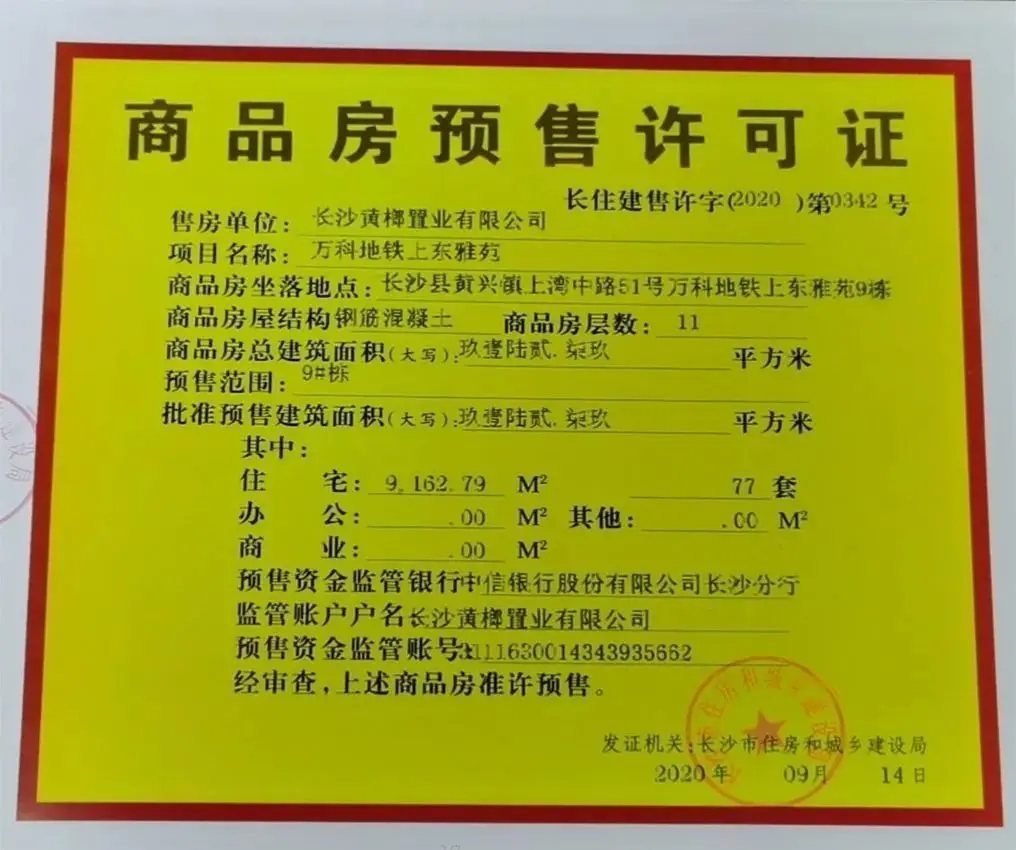 商品房预售许可证
长住建售许字(2020 )第0342 号
售房单位: 长沙黄榔置业有限公司
项目名称: 万科地铁上东雅苑
商品房坐落地点: 长沙县黄兴镇上湾中路51号万科地铁上东雅苑9栋
商品房屋结构 钢筋混凝土 商品房层数: 11
商品房总建筑面积(大写): 玖壹陆贰.柒玖 平方米
预售范围: 9#栋
批准预售建筑面积(大写): 玖壹陆贰.柒玖 平方米
其中:
住 宅: 9,162.79 M² 77 套
办 公: .00 M² 其他: .00 M²
商 业: .00 M²
预售资金监管银行 中信银行股份有限公司长沙分行
监管账户户名 长沙黄榔置业有限公司
预售资金监管账号: 8111630014343935662
经审查,上述商品房准许预售。
发证机关: 长沙市住房和城乡建设局
2020 年 09月 14 日